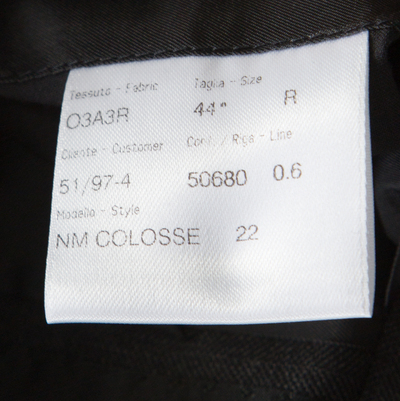 Tessuto - Fabric Taglia - Size
O3A3R 44" R
Cliente - Customer Conf. / Riga - Line
51/97-4 50680 0.6
Modello - Style
NM COLOSSE 22